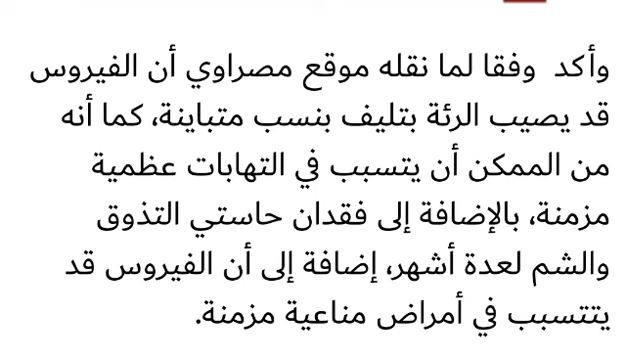 وأكد  وفقا لما نقله موقع مصراوي أن الفيروس
قد يصيب الرئة بتليف بنسب متباينة، كما أنه
من الممكن أن يتسبب في التهابات عظمية
مزمنة، بالإضافة إلى فقدان حاستي التذوق
والشم لعدة أشهر، إضافة إلى أن الفيروس قد
يتتسبب في أمراض مناعية مزمنة.